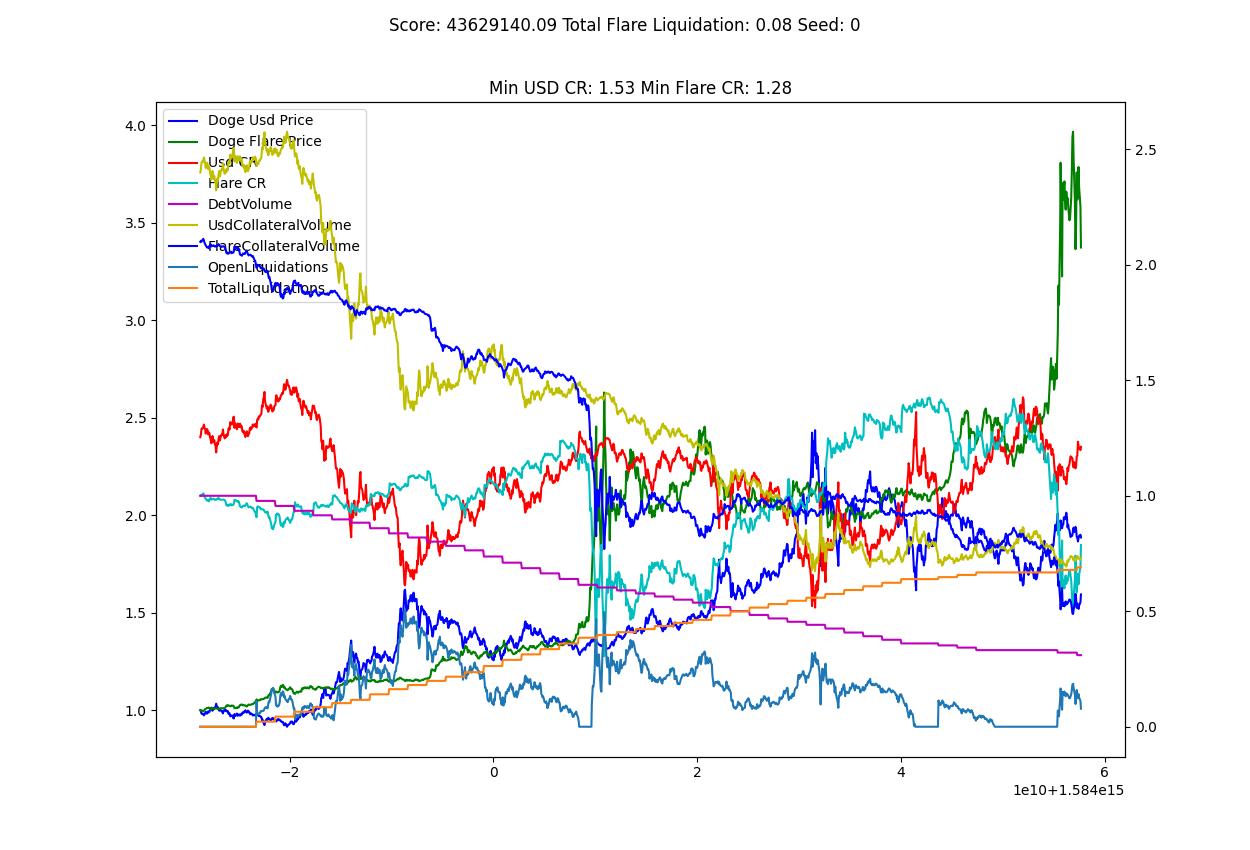 Score: 43629140.09 Total Flare Liquidation: 0.08 Seed: 0
Min USD CR: 1.53 Min Flare CR: 1.28
Doge Usd Price
Doge Flare Price
Usd CR
Flare CR
DebtVolume
UsdCollateralVolume
FlareCollateralVolume
OpenLiquidations
TotalLiquidations
4.0
3.5
3.0
2.5
2.0
1.5
1.0
2.5
2.0
1.5
1.0
0.5
0.0
−2
0
2
4
6
1e10+1.584e15